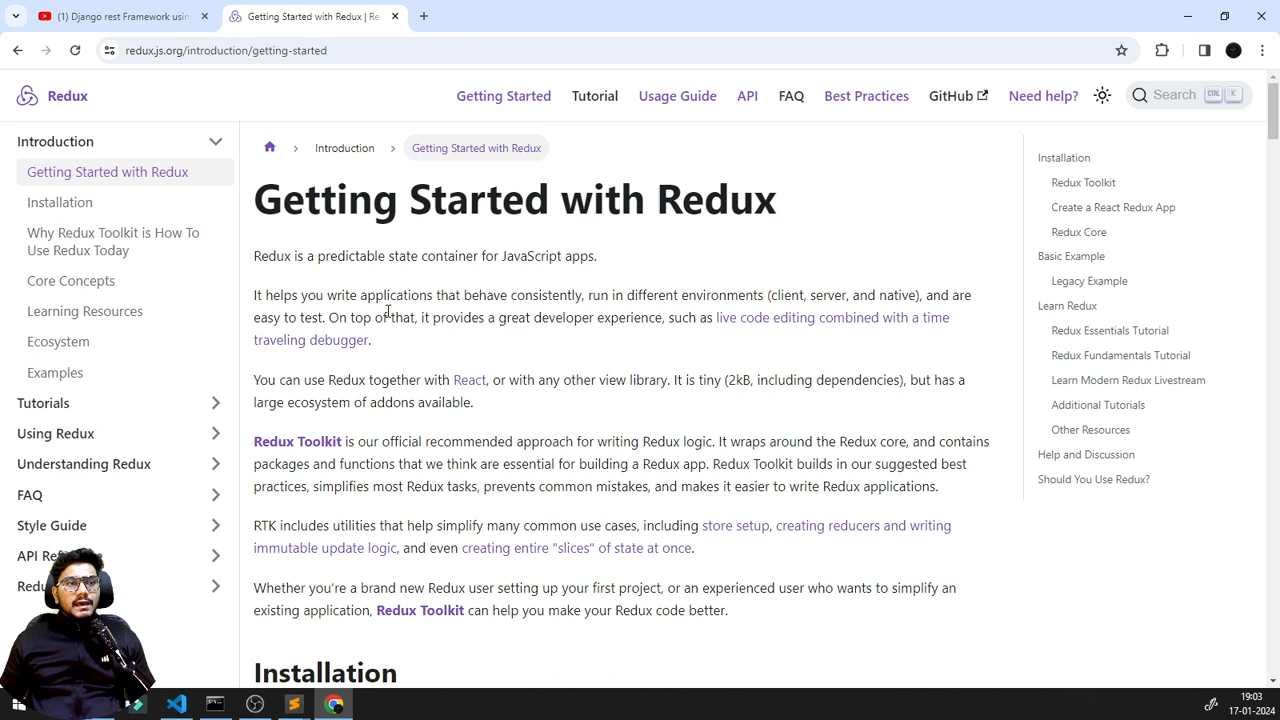 (1) Django rest Framework usin
Getting Started with Redux | Re
redux.js.org/introduction/getting-started
Redux
Getting Started
Tutorial
Usage Guide
API
FAQ
Best Practices
GitHub
Need help?
Search
CTRL
K
Introduction
Getting Started with Redux
Installation
Why Redux Toolkit is How To
Use Redux Today
Core Concepts
Learning Resources
Ecosystem
Examples
Tutorials
Using Redux
Understanding Redux
FAQ
Style Guide
Introduction
Getting Started with Redux
Getting Started with Redux
Redux is a predictable state container for JavaScript apps.
It helps you write applications that behave consistently, run in different environments (client, server, and native), and are
easy to test. On top of that, it provides a great developer experience, such as live code editing combined with a time
traveling debugger.
You can use Redux together with React, or with any other view library. It is tiny (2kB, including dependencies), but has a
large ecosystem of addons available.
Redux Toolkit is our official recommended approach for writing Redux logic. It wraps around the Redux core, and contains
packages and functions that we think are essential for building a Redux app. Redux Toolkit builds in our suggested best
practices, simplifies most Redux tasks, prevents common mistakes, and makes it easier to write Redux applications.
RTK includes utilities that help simplify many common use cases, including store setup, creating reducers and writing
immutable update logic, and even creating entire "slices" of state at once.
Whether you're a brand new Redux user setting up your first project, or an experienced user who wants to simplify an
existing application, Redux Toolkit can help you make your Redux code better.
Installation
Installation
Redux Toolkit
Create a React Redux App
Redux Core
Basic Example
Legacy Example
Learn Redux
Redux Essentials Tutorial
Redux Fundamentals Tutorial
Learn Modern Redux Livestream
Additional Tutorials
Other Resources
Help and Discussion
Should You Use Redux?
19:03
17-01-2024